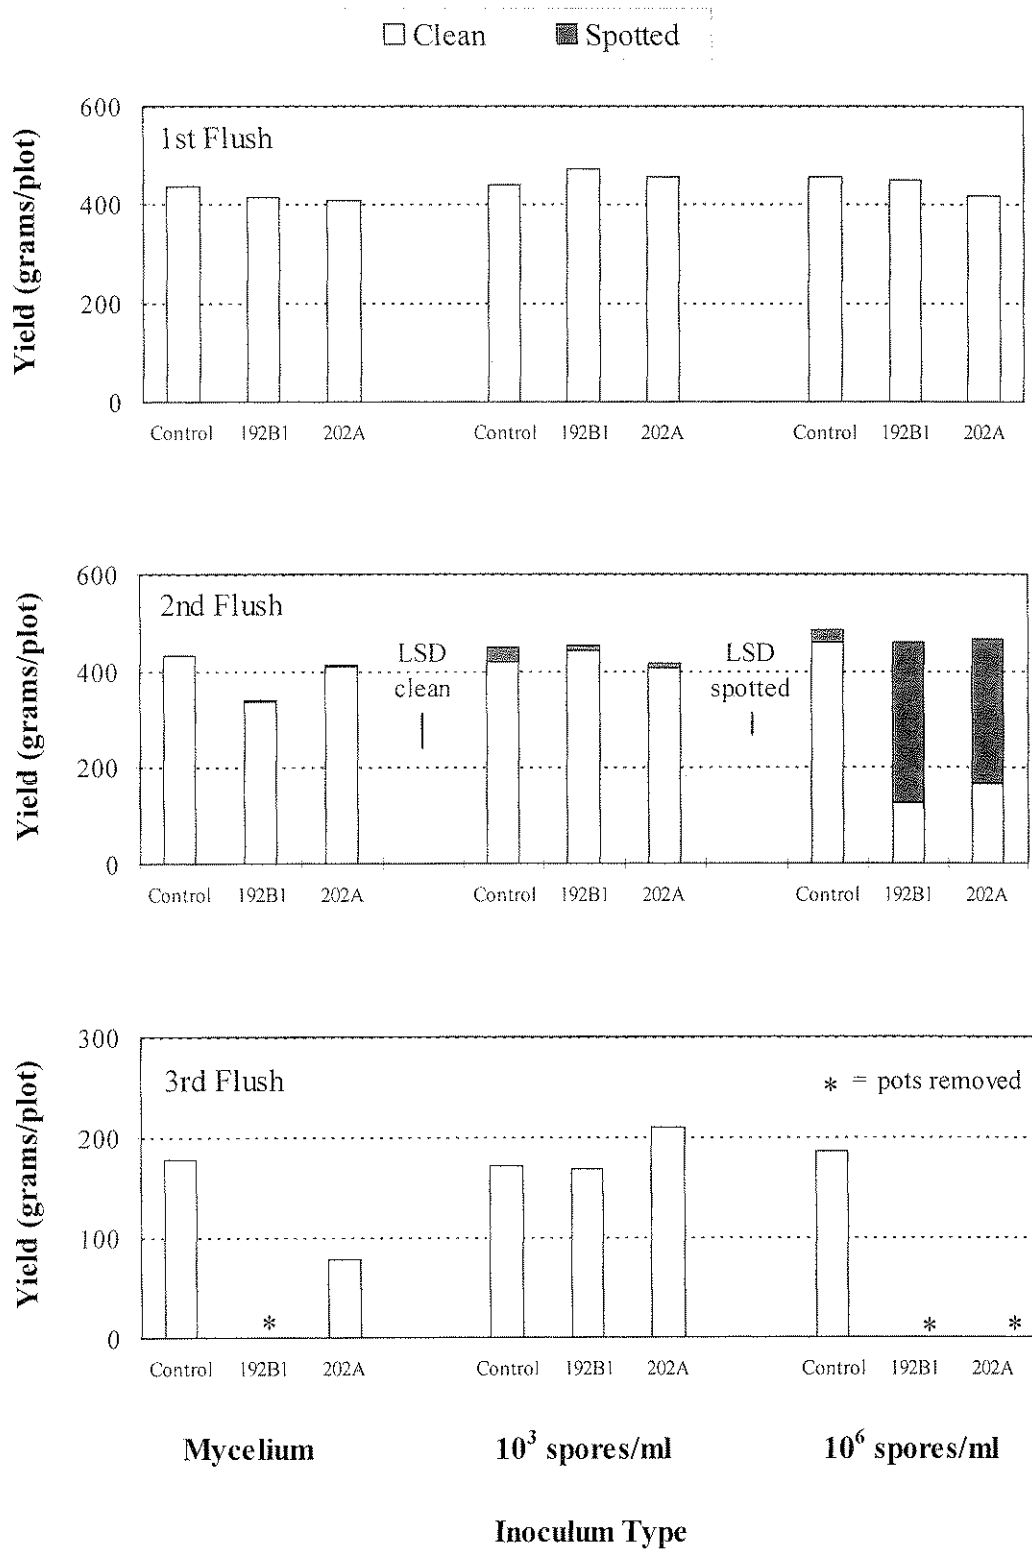 Clean Spotted
Yield (grams/plot)
600
400
200
0
1st Flush
Control 192B1 202A Control 192B1 202A Control 192B1 202A
Yield (grams/plot)
600
400
200
0
2nd Flush
LSD
clean
LSD
spotted
Control 192B1 202A Control 192B1 202A Control 192B1 202A
Yield (grams/plot)
300
200
100
0
3rd Flush
* = pots removed
* * *
Control 192B1 202A Control 192B1 202A Control 192B1 202A
Mycelium 10³ spores/ml 10⁶ spores/ml
Inoculum Type